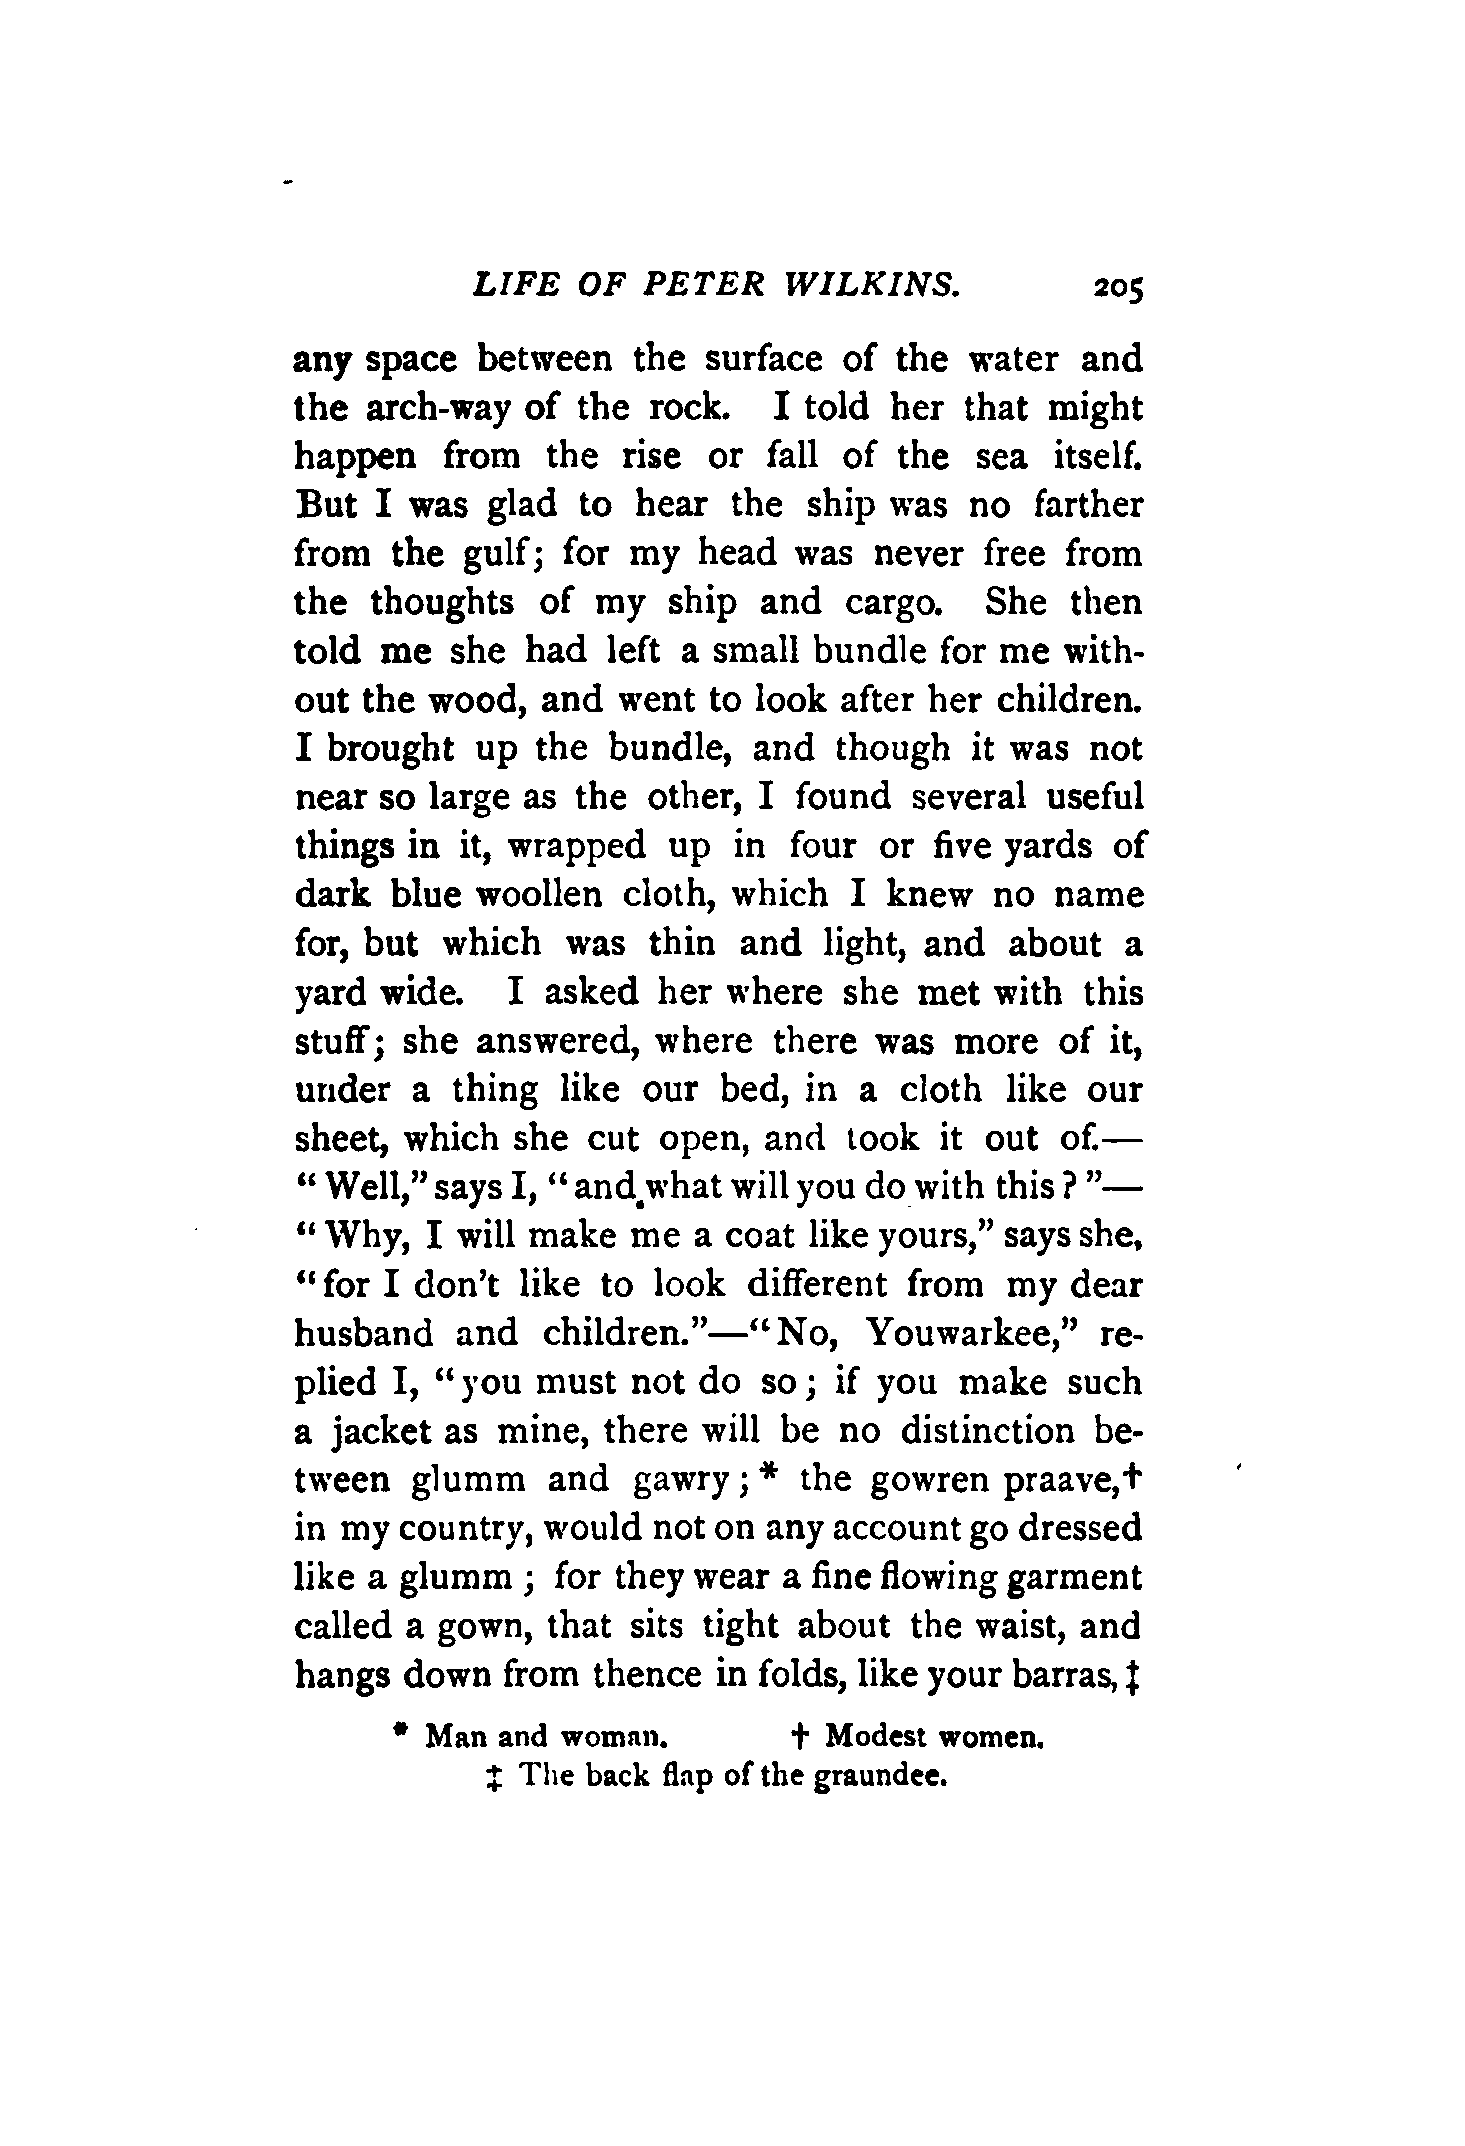 LIFE OF PETER WILKINS. 205
any space between the surface of the water and
the arch-way of the rock. I told her that might
happen from the rise or fall of the sea itself.
But I was glad to hear the ship was no farther
from the gulf; for my head was never free from
the thoughts of my ship and cargo. She then
told me she had left a small bundle for me with-
out the wood, and went to look after her children.
I brought up the bundle, and though it was not
near so large as the other, I found several useful
things in it, wrapped up in four or five yards of
dark blue woollen cloth, which I knew no name
for, but which was thin and light, and about a
yard wide. I asked her where she met with this
stuff; she answered, where there was more of it,
under a thing like our bed, in a cloth like our
sheet, which she cut open, and took it out of.—
“Well,” says I, “and what will you do with this?”—
“Why, I will make me a coat like yours,” says she,
“for I don't like to look different from my dear
husband and children.”—“No, Youwarkee,” re-
plied I, “you must not do so; if you make such
a jacket as mine, there will be no distinction be-
tween glumm and gawry;* the gowren praave,†
in my country, would not on any account go dressed
like a glumm; for they wear a fine flowing garment
called a gown, that sits tight about the waist, and
hangs down from thence in folds, like your barras,‡
* Man and woman. † Modest women.
‡ The back flap of the graundee.